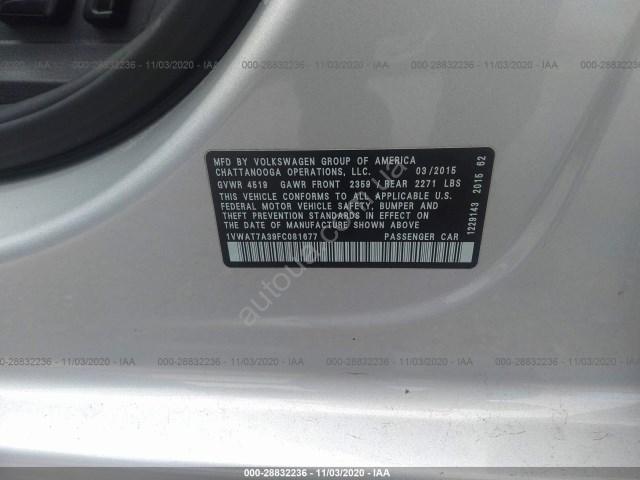 000-28832236 - 11/03/2020 - IAA
000-28832236 - 11/03/2020 - IAA
000-28832236 - 11/03/2020 - IAA
MFD BY VOLKSWAGEN GROUP OF AMERICA
CHATTANOOGA OPERATIONS, LLC. 03/2015
GVWR 4519 GAWR FRONT 2359 / REAR 2271 LBS
THIS VEHICLE CONFORMS TO ALL APPLICABLE U.S.
FEDERAL MOTOR VEHICLE SAFETY, BUMPER AND
THEFT PREVENTION STANDARDS IN EFFECT ON
THE DATE OF MANUFACTURE SHOWN ABOVE
1VWAT7A39FC081677 PASSENGER CAR
1229143 2015 62
autoua.com.ua
000-28832236 - 11/03/2020 - IAA
000-28832236 - 11/03/2020 - IAA
000-28832236 - 11/03/2020 - IAA
000-28832236 - 11/03/2020 - IAA